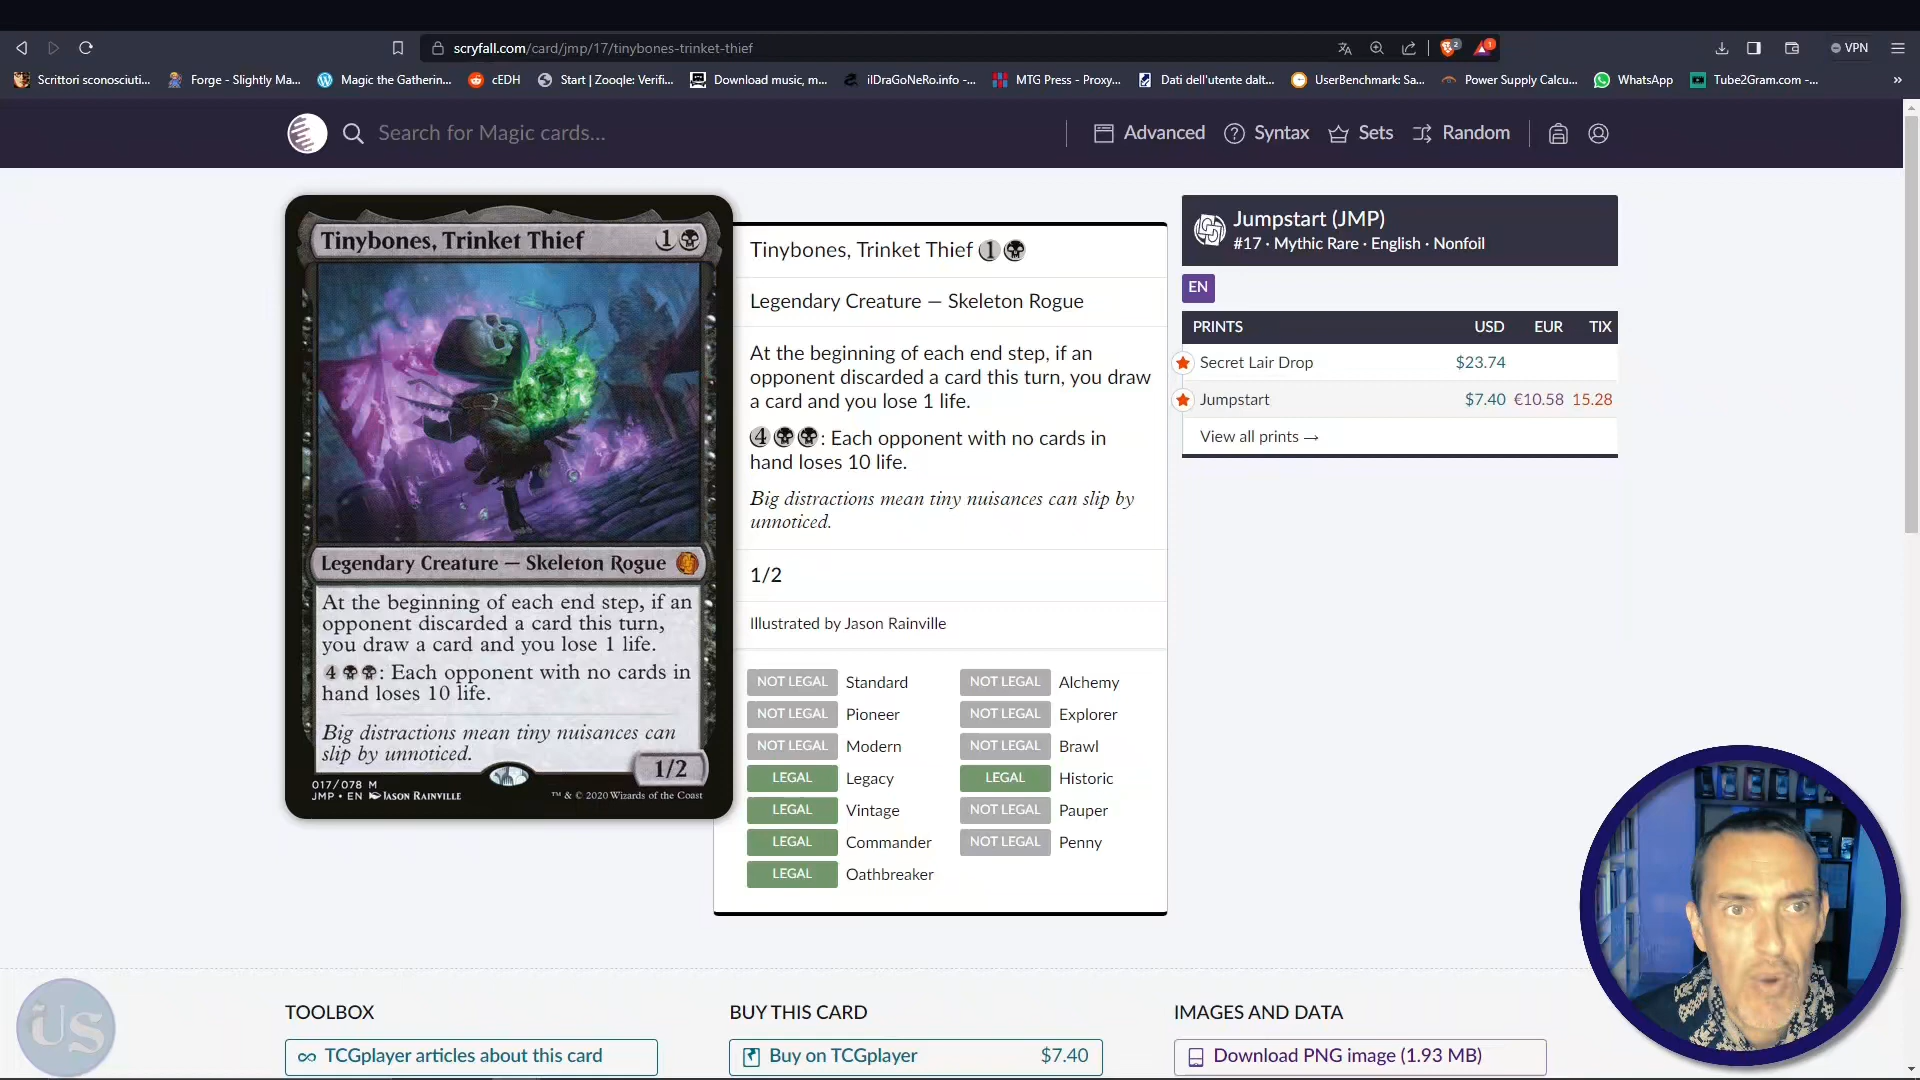 scryfall.com/card/jmp/17/tinybones-trinket-thief
2
1
VPN
Scrittori sconosciuti...
Forge - Slightly Ma...
Magic the Gatherin...
cEDH
Start | Zooqle: Verifi...
Download music, m...
ilDraGoNeRo.info -...
MTG Press - Proxy...
Dati dell'utente dalt...
UserBenchmark: Sa...
Power Supply Calcu...
WhatsApp
Tube2Gram.com -...
»
Search for Magic cards...
Advanced
Syntax
Sets
Random
Tinybones, Trinket Thief 1
Legendary Creature — Skeleton Rogue
At the beginning of each end step, if an
opponent discarded a card this turn,
you draw a card and you lose 1 life.
4: Each opponent with no cards in
hand loses 10 life.
Big distractions mean tiny nuisances can
slip by unnoticed.
1/2
017/078 M
JMP • EN JASON RAINVILLE
™ & © 2020 Wizards of the Coast
Tinybones, Trinket Thief 1
Legendary Creature — Skeleton Rogue
At the beginning of each end step, if an
opponent discarded a card this turn, you draw
a card and you lose 1 life.
4: Each opponent with no cards in
hand loses 10 life.
Big distractions mean tiny nuisances can slip by
unnoticed.
1/2
Illustrated by Jason Rainville
NOT LEGAL Standard NOT LEGAL Alchemy
NOT LEGAL Pioneer NOT LEGAL Explorer
NOT LEGAL Modern NOT LEGAL Brawl
LEGAL Legacy LEGAL Historic
LEGAL Vintage NOT LEGAL Pauper
LEGAL Commander NOT LEGAL Penny
LEGAL Oathbreaker
Jumpstart (JMP)
#17 · Mythic Rare · English · Nonfoil
EN
PRINTS USD EUR TIX
Secret Lair Drop $23.74
Jumpstart $7.40 €10.58 15.28
View all prints →
US
TOOLBOX
TCGplayer articles about this card
BUY THIS CARD
Buy on TCGplayer $7.40
IMAGES AND DATA
Download PNG image (1.93 MB)